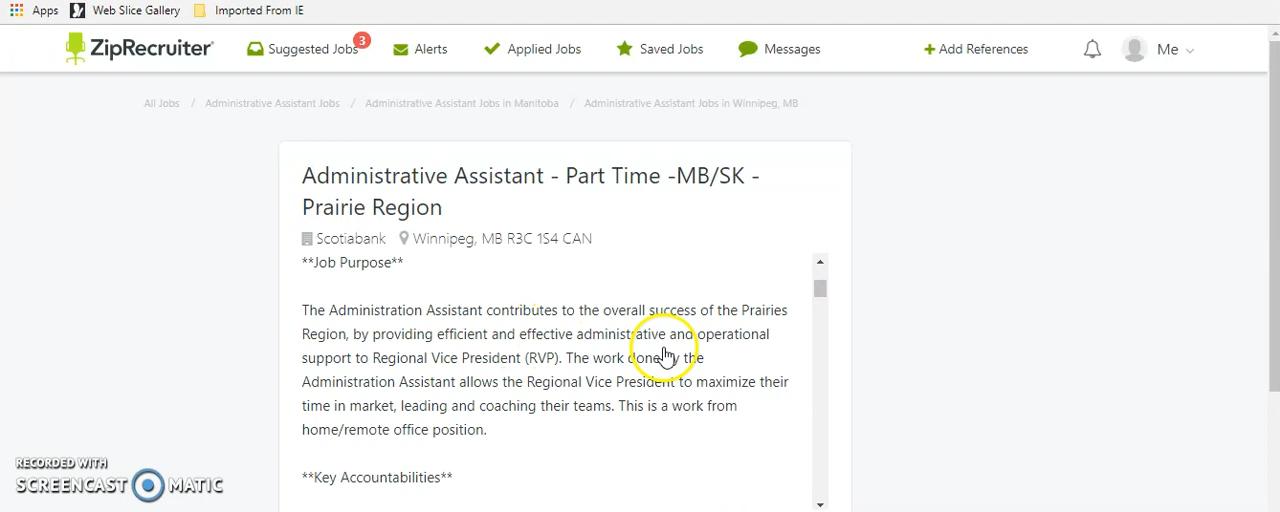 Apps Web Slice Gallery Imported From IE
ZipRecruiter Suggested Jobs 3 Alerts Applied Jobs Saved Jobs Messages + Add References Me
All Jobs / Administrative Assistant Jobs / Administrative Assistant Jobs in Manitoba / Administrative Assistant Jobs in Winnipeg, MB
Administrative Assistant - Part Time -MB/SK -
Prairie Region
Scotiabank Winnipeg, MB R3C 1S4 CAN
**Job Purpose**
The Administration Assistant contributes to the overall success of the Prairies
Region, by providing efficient and effective administrative and operational
support to Regional Vice President (RVP). The work done by the
Administration Assistant allows the Regional Vice President to maximize their
time in market, leading and coaching their teams. This is a work from
home/remote office position.
**Key Accountabilities**
RECORDED WITH
SCREENCAST MATIC